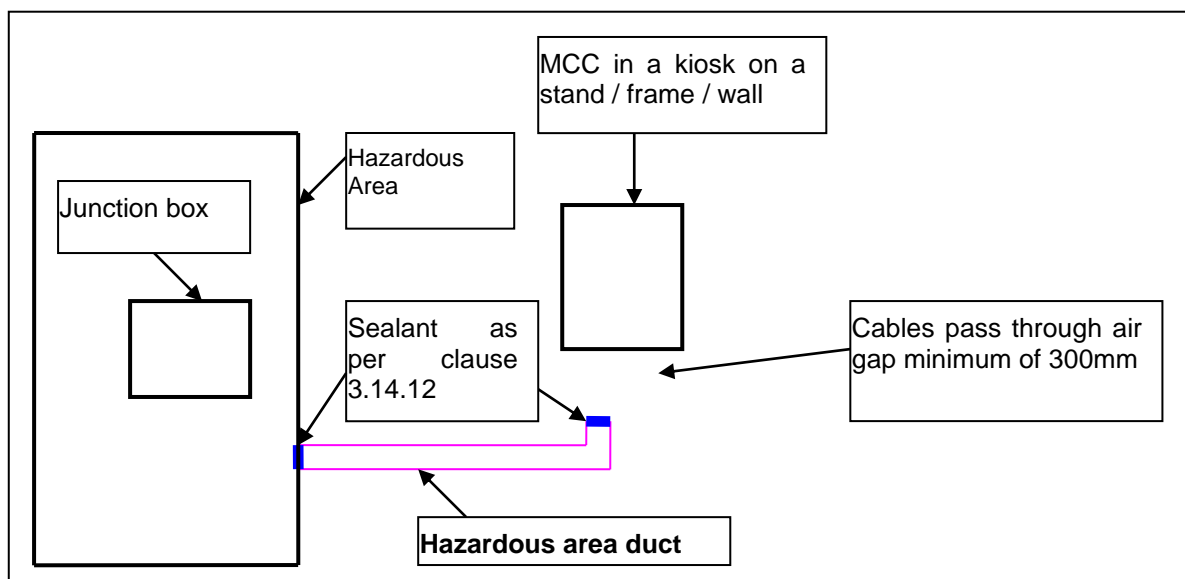 MCC in a kiosk on a
stand / frame / wall
Hazardous
Area
Junction box
Sealant as
per clause
3.14.12
Cables pass through air
gap minimum of 300mm
Hazardous area duct